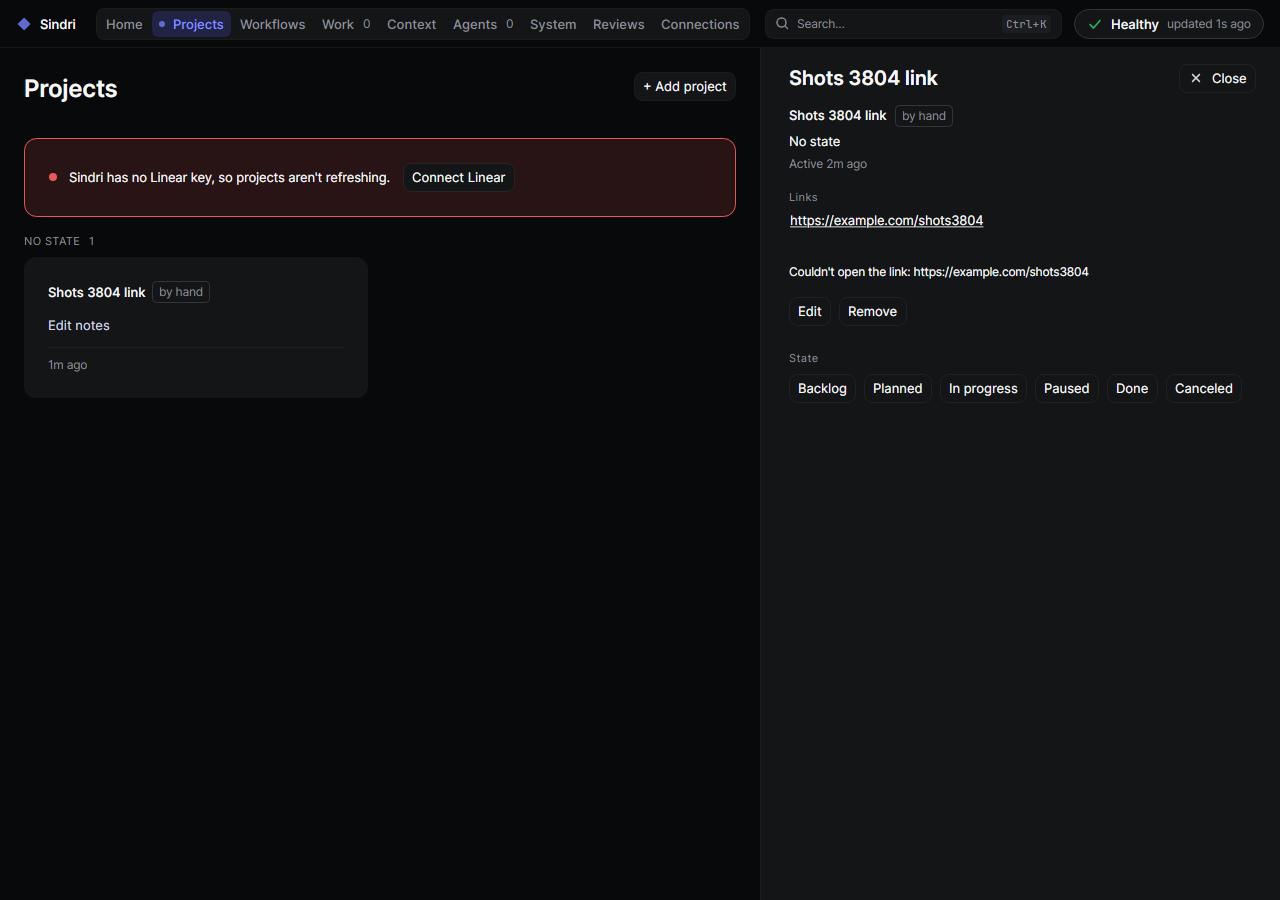 Sindri
Home Projects Workflows Work 0 Context Agents 0 System Reviews Connections
Search... Ctrl+K
Healthy updated 1s ago
Projects
+ Add project
Sindri has no Linear key, so projects aren't refreshing. Connect Linear
NO STATE 1
Shots 3804 link by hand
Edit notes
1m ago
Shots 3804 link
Close
Shots 3804 link by hand
No state
Active 2m ago
Links
https://example.com/shots3804
Couldn't open the link: https://example.com/shots3804
Edit Remove
State
Backlog Planned In progress Paused Done Canceled